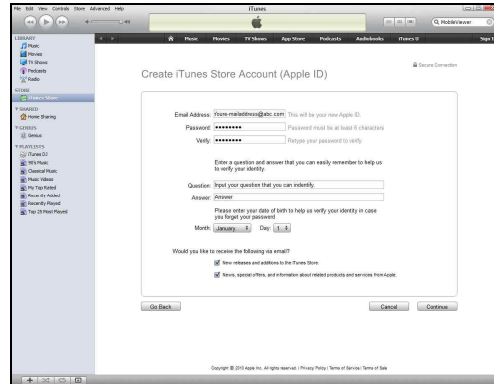 File Edit View Controls Store Advanced Help
iTunes
MobileViewer
LIBRARY
Music
Movies
TV Shows
Podcasts
Radio
STORE
iTunes Store
SHARED
Home Sharing
GENIUS
Genius
PLAYLISTS
iTunes DJ
90's Music
Classical Music
Music Videos
My Top Rated
Recently Added
Recently Played
Top 25 Most Played
Music Movies TV Shows App Store Podcasts Audiobooks iTunes U Sign I
Secure Connection
Create iTunes Store Account (Apple ID)
Email Address: Youre-mailaddress@abc.com This will be your new Apple ID.
Password: •••••••• Password must be at least 6 characters
Verify: •••••••• Retype your password to verify
Enter a question and answer that you can easily remember to help us
to verify your identity.
Question: Input your question that you can indentify.
Answer: Answer
Please enter your date of birth to help us verify your identity in case
you forget your password
Month: January Day: 1
Would you like to receive the following via email?
New releases and additions to the iTunes Store.
News, special offers, and information about related products and services from Apple.
Go Back Cancel Continue
Copyright © 2010 Apple Inc. All rights reserved. | Privacy Policy | Terms of Service | Terms of Sale